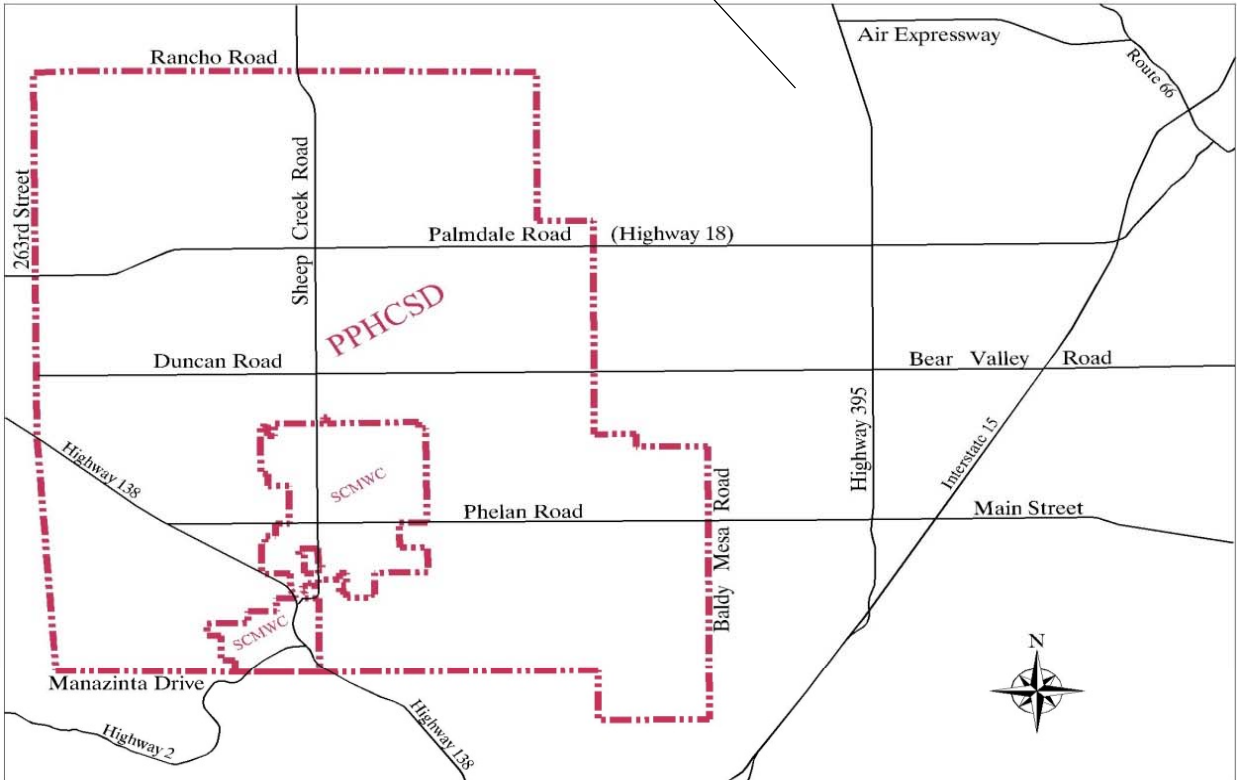 Air Expressway
Rancho Road
Route 66
263rd Street
Sheep Creek Road
Palmdale Road (Highway 18)
PPHCSD
Duncan Road
Bear Valley Road
Highway 138
SCMWC
Highway 395
Interstate 15
Phelan Road
Baldy Mesa Road
Main Street
SCMWC
N
Manazinta Drive
Highway 2
Highway 138